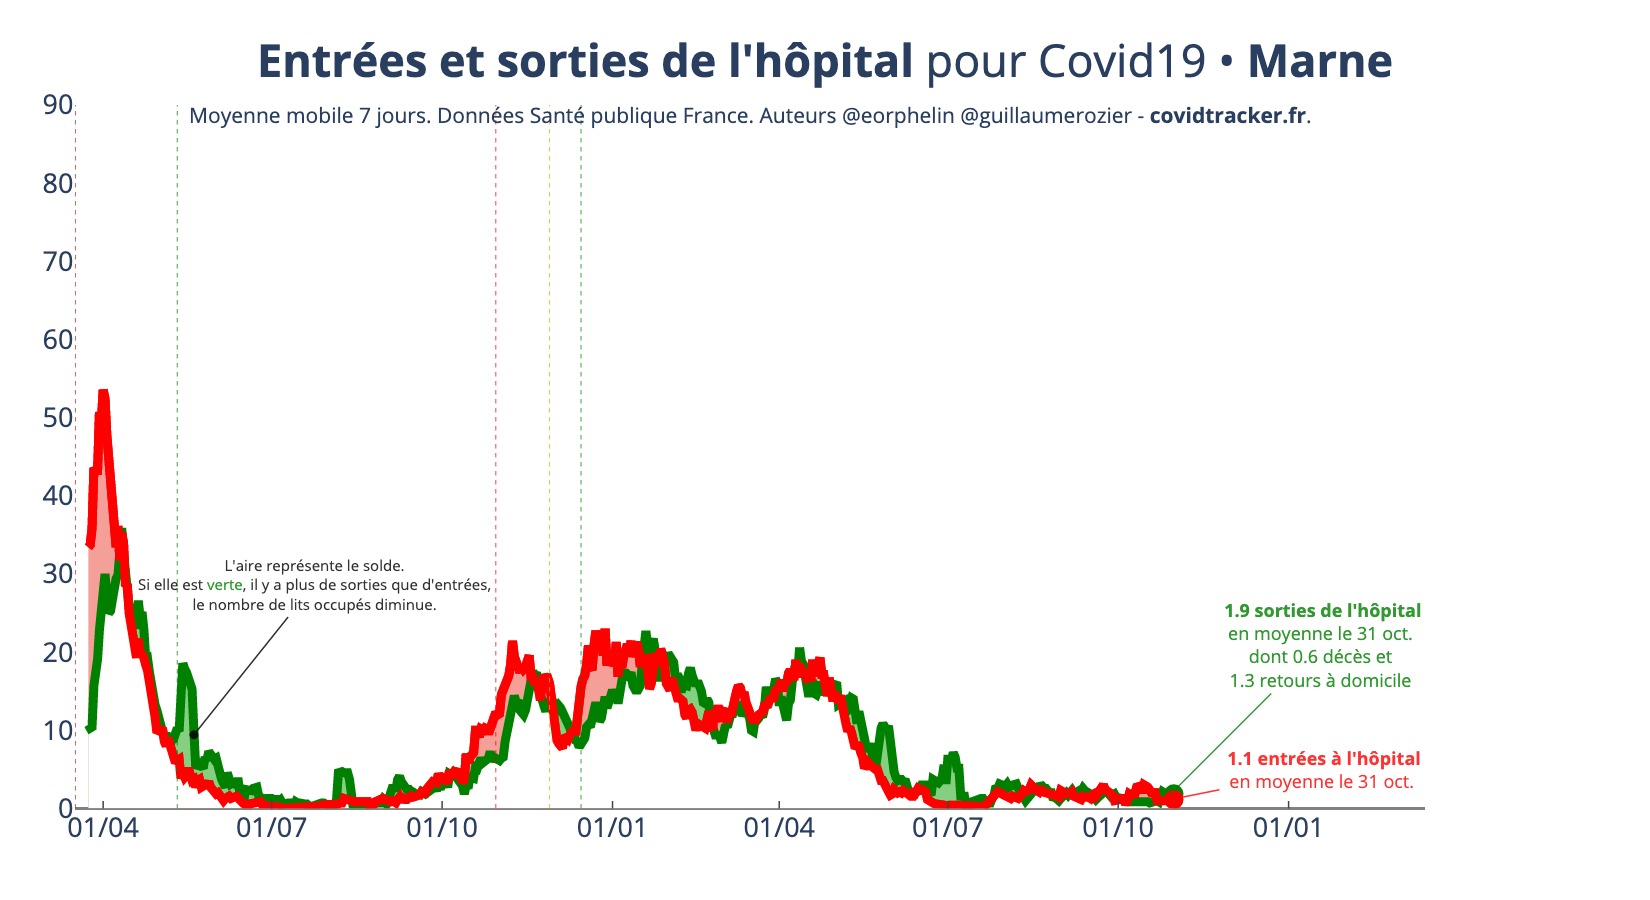 Entrées et sorties de l'hôpital pour Covid19 • Marne
Moyenne mobile 7 jours. Données Santé publique France. Auteurs @eorphelin @guillaumerozier - covidtracker.fr.
90
80
70
60
50
40
30
20
10
0
L'aire représente le solde.
Si elle est verte, il y a plus de sorties que d'entrées,
le nombre de lits occupés diminue.
1.9 sorties de l'hôpital
en moyenne le 31 oct.
dont 0.6 décès et
1.3 retours à domicile
1.1 entrées à l'hôpital
en moyenne le 31 oct.
01/04 01/07 01/10 01/01 01/04 01/07 01/10 01/01